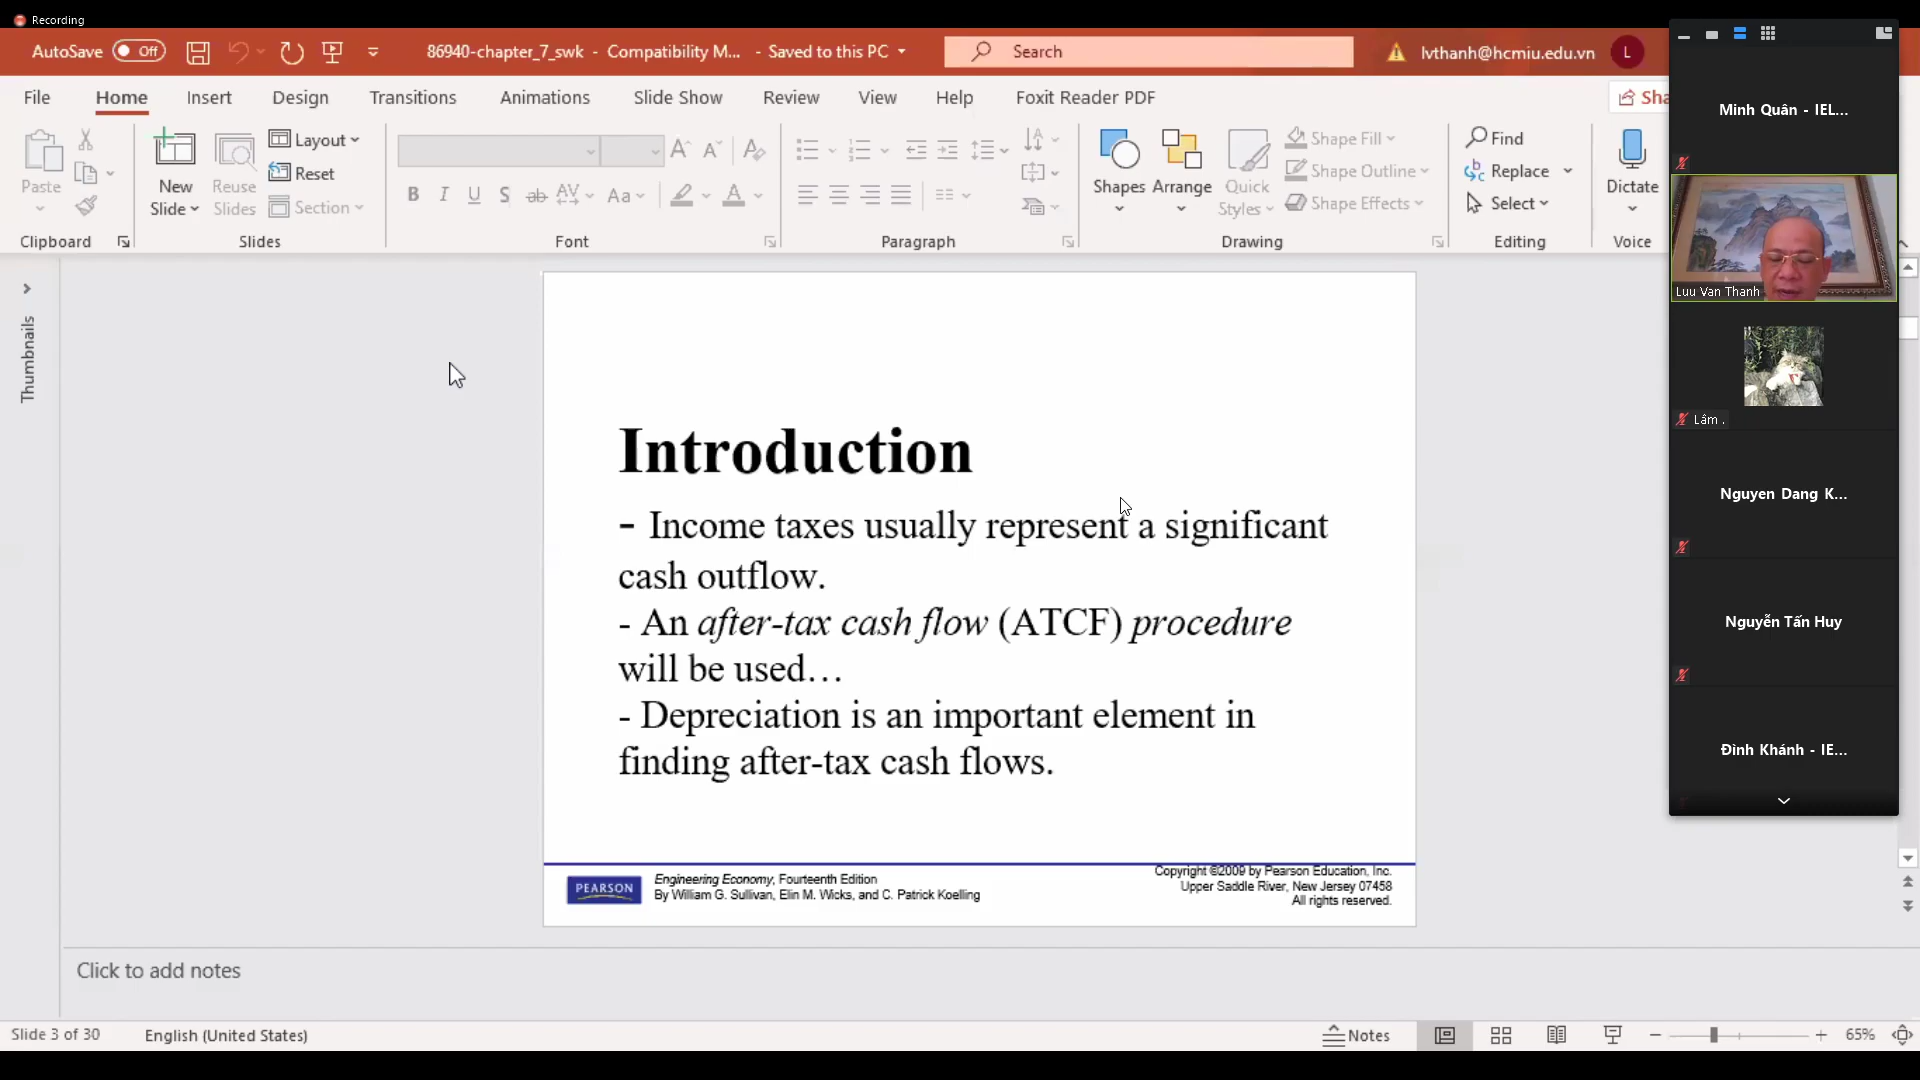 Recording
AutoSave Off 86940-chapter_7_swk - Compatibility M... - Saved to this PC Search lvthanh@hcmiu.edu.vn L
File Home Insert Design Transitions Animations Slide Show Review View Help Foxit Reader PDF Sha
Paste
Clipboard
New
Slide
Reuse
Slides
Layout
Reset
Section
Slides
B I U S ab AV Aa A
Font
Paragraph
Shapes
Arrange
Quick
Styles
Shape Fill
Shape Outline
Shape Effects
Drawing
Find
Replace
Select
Editing
Dictate
Voice
Thumbnails
Introduction
- Income taxes usually represent a significant
cash outflow.
- An after-tax cash flow (ATCF) procedure
will be used…
- Depreciation is an important element in
finding after-tax cash flows.
PEARSON
Engineering Economy, Fourteenth Edition
By William G. Sullivan, Elin M. Wicks, and C. Patrick Koelling
Copyright ©2009 by Pearson Education, Inc.
Upper Saddle River, New Jersey 07458
All rights reserved.
Click to add notes
Slide 3 of 30 English (United States) Notes 65%
Minh Quân - IEL...
Luu Van Thanh
Lâm .
Nguyen Dang K...
Nguyễn Tấn Huy
Đình Khánh - IE...